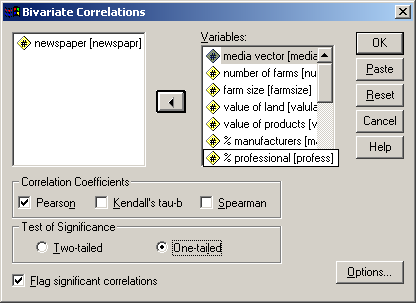 Bivariate Correlations
newspaper [newspapr]
Variables:
media vector [media
number of farms [nu
farm size [farmsize]
value of land [valula
value of products [v
% manufacturers [m
% professional [profess]
OK
Paste
Reset
Cancel
Help
Correlation Coefficients
Pearson
Kendall's tau-b
Spearman
Test of Significance
Two-tailed
One-tailed
Flag significant correlations
Options...